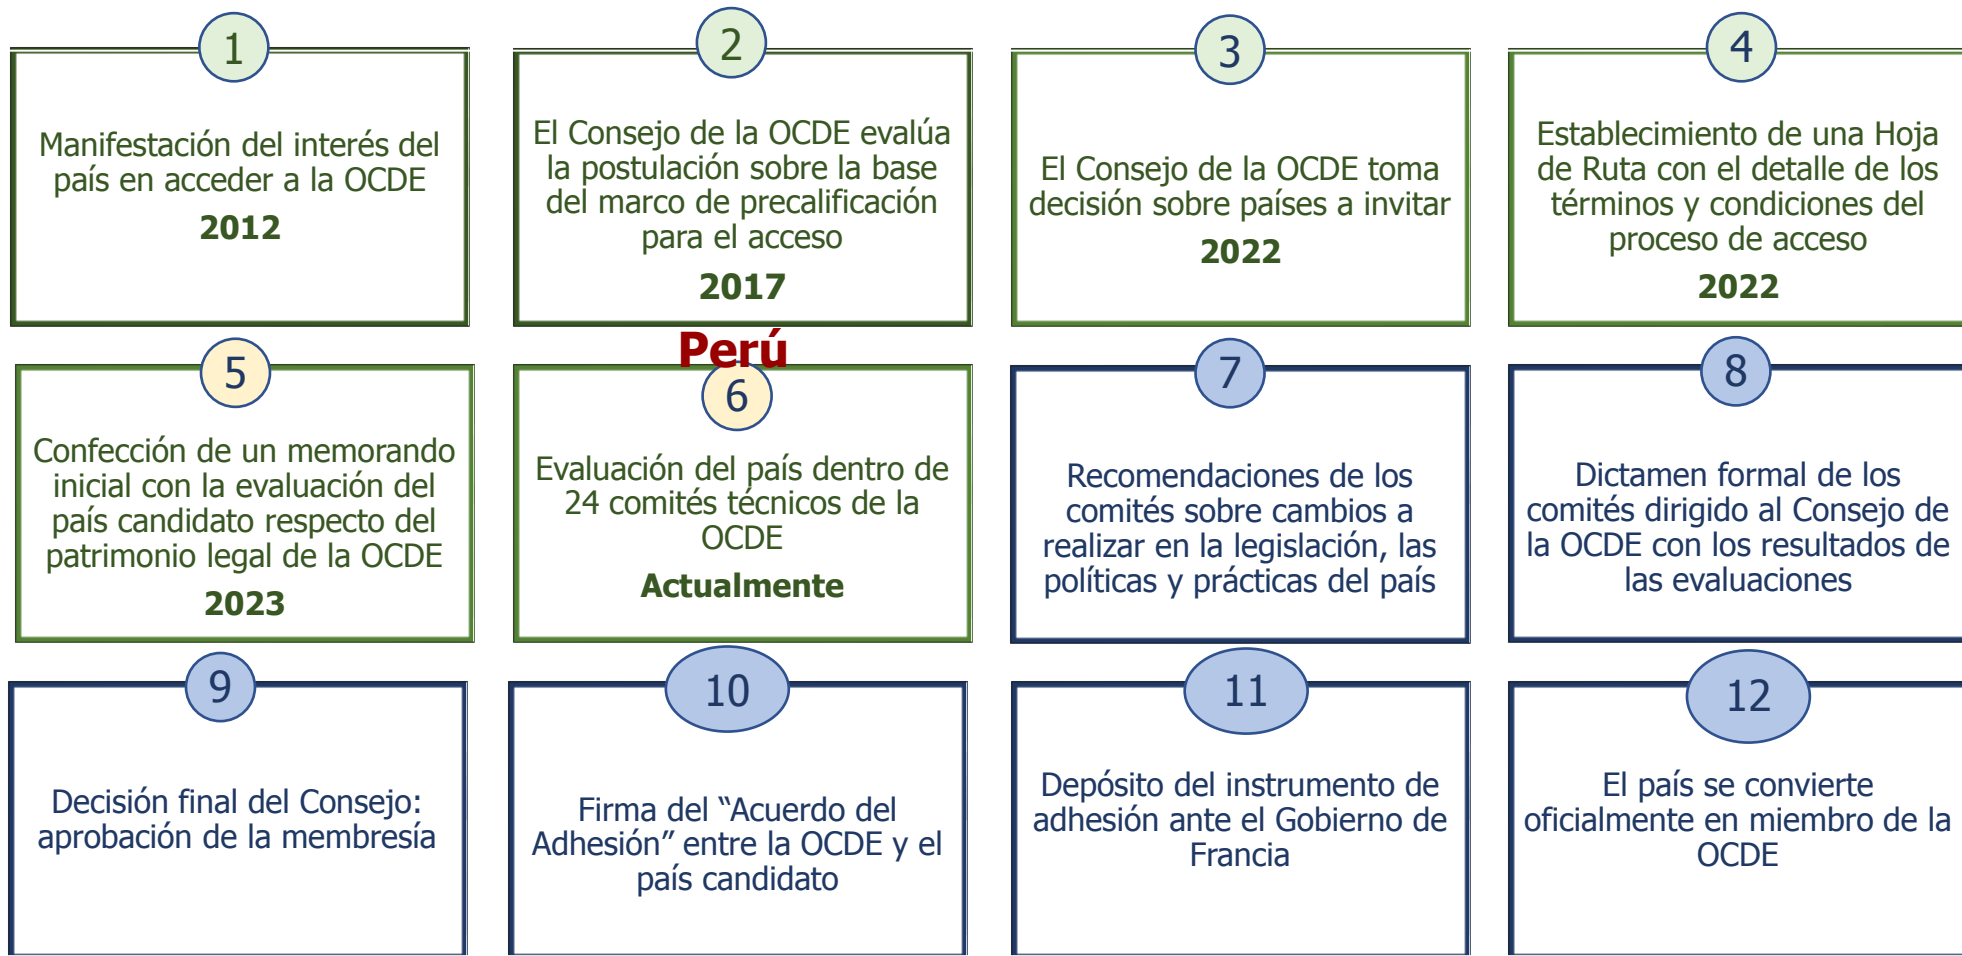 1
Manifestación del interés del
país en acceder a la OCDE
2012
2
El Consejo de la OCDE evalúa
la postulación sobre la base
del marco de precalificación
para el acceso
2017
3
El Consejo de la OCDE toma
decisión sobre países a invitar
2022
4
Establecimiento de una Hoja
de Ruta con el detalle de los
términos y condiciones del
proceso de acceso
2022
5
Confección de un memorando
inicial con la evaluación del
país candidato respecto del
patrimonio legal de la OCDE
2023
Perú
6
Evaluación del país dentro de
24 comités técnicos de la
OCDE
Actualmente
7
Recomendaciones de los
comités sobre cambios a
realizar en la legislación, las
políticas y prácticas del país
8
Dictamen formal de los
comités dirigido al Consejo de
la OCDE con los resultados de
las evaluaciones
9
Decisión final del Consejo:
aprobación de la membresía
10
Firma del “Acuerdo del
Adhesión” entre la OCDE y el
país candidato
11
Depósito del instrumento de
adhesión ante el Gobierno de
Francia
12
El país se convierte
oficialmente en miembro de la
OCDE